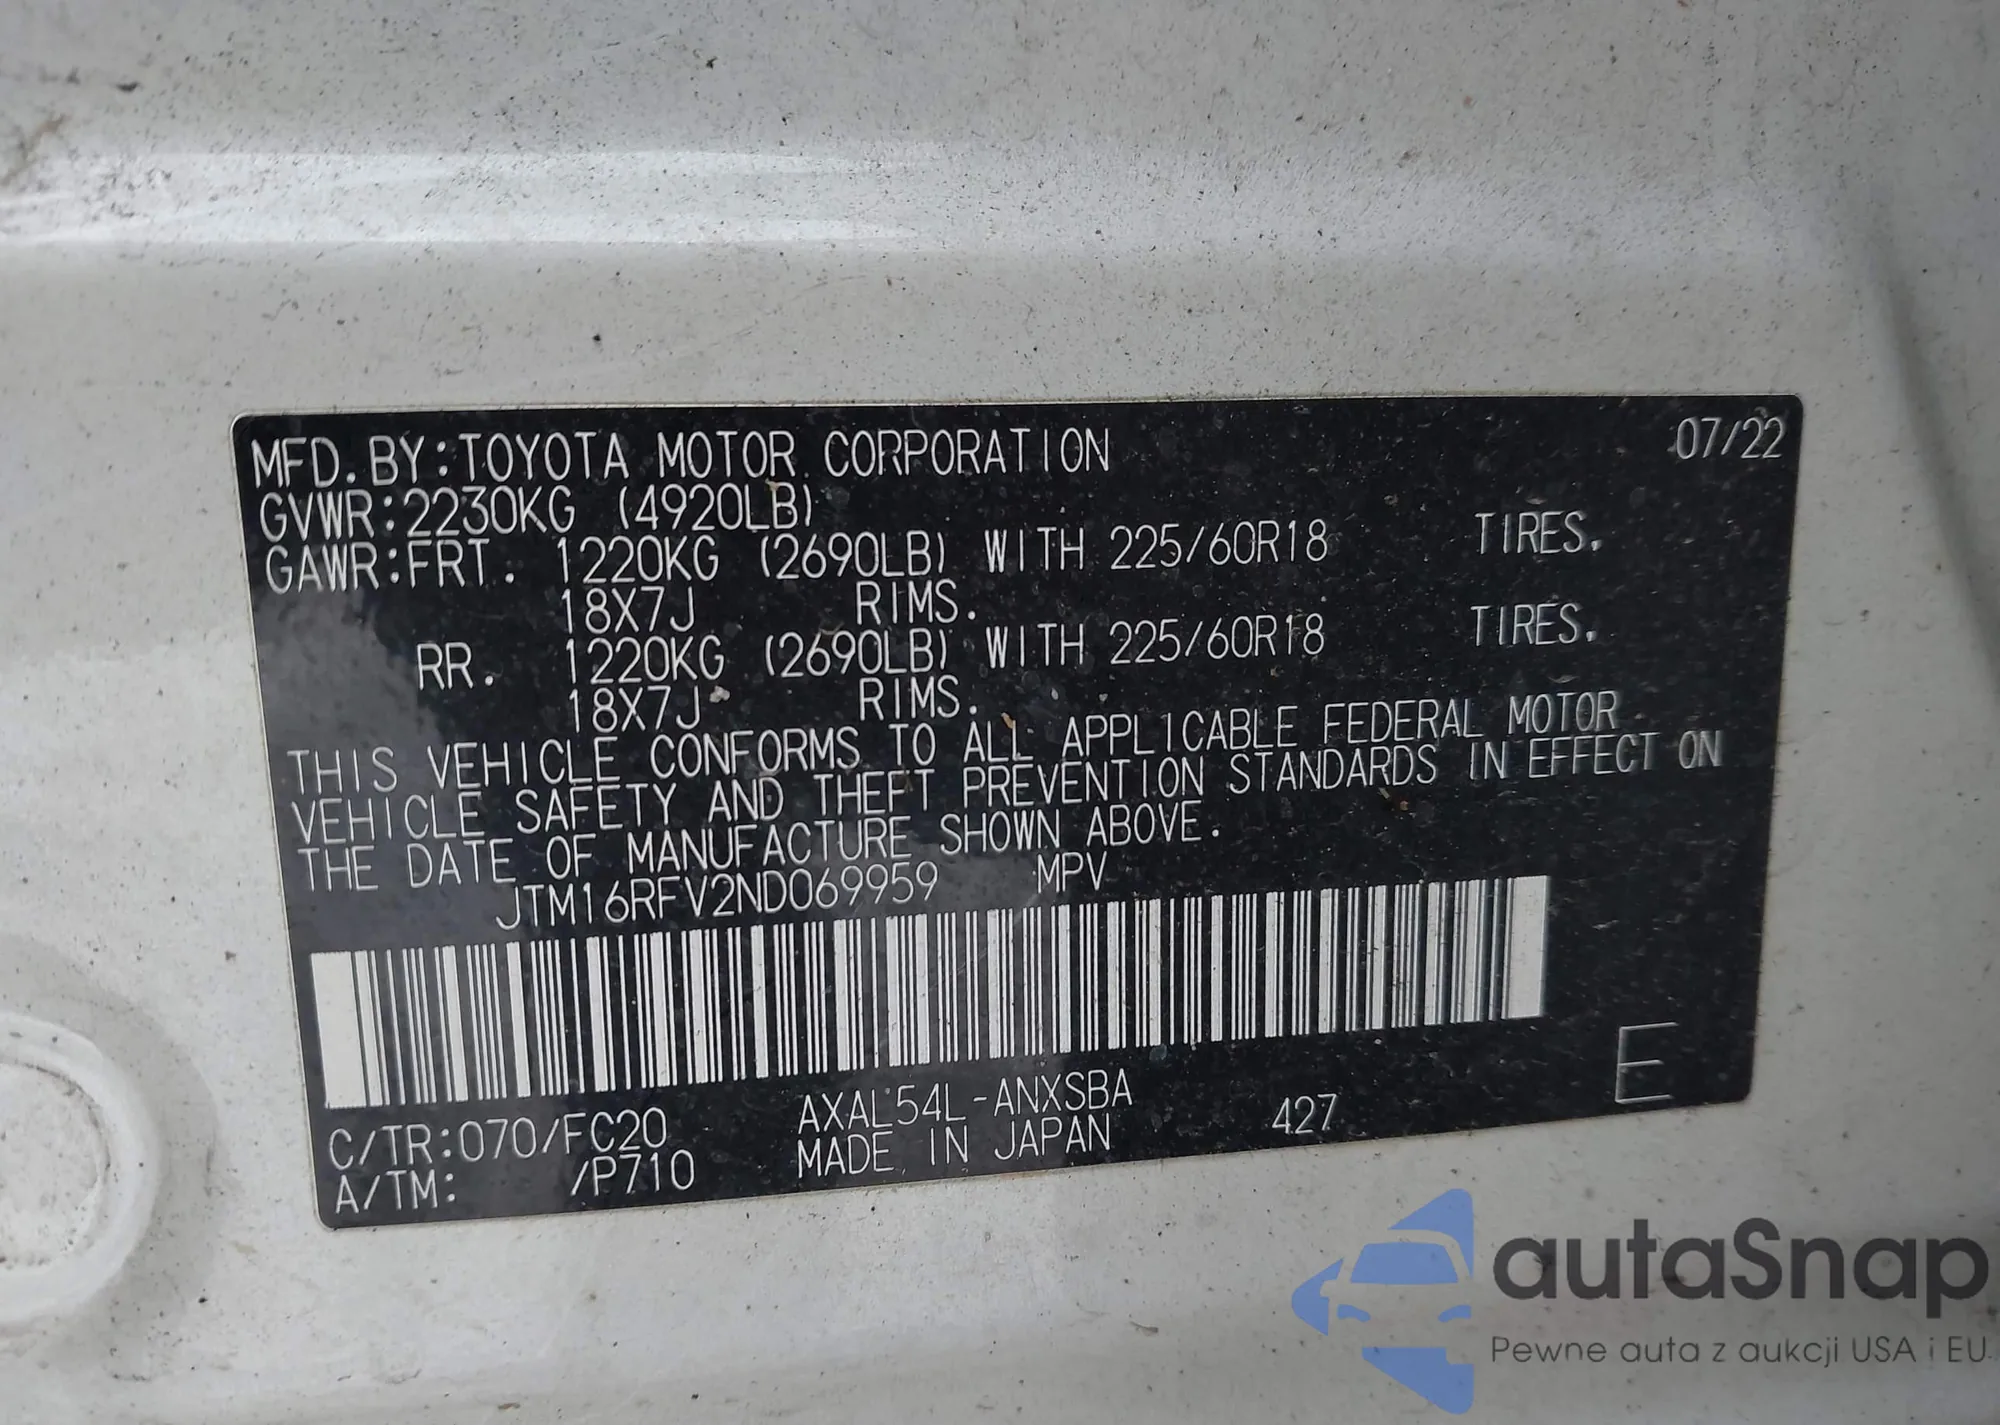 MFD. BY:TOYOTA MOTOR CORPORATION 07/22
GVWR:2230KG (4920LB)
GAWR:FRT. 1220KG (2690LB) WITH 225/60R18 TIRES.
18X7J RIMS.
RR. 1220KG (2690LB) WITH 225/60R18 TIRES.
18X7J RIMS.
THIS VEHICLE CONFORMS TO ALL APPLICABLE FEDERAL MOTOR
VEHICLE SAFETY AND THEFT PREVENTION STANDARDS IN EFFECT ON
THE DATE OF MANUFACTURE SHOWN ABOVE.
JTM16RFV2ND069959 MPV
C/TR:070/FC20 AXAL54L-ANXSBA 427 E
A/TM: /P710 MADE IN JAPAN
autaSnap
Pewne auta z aukcji USA i EU